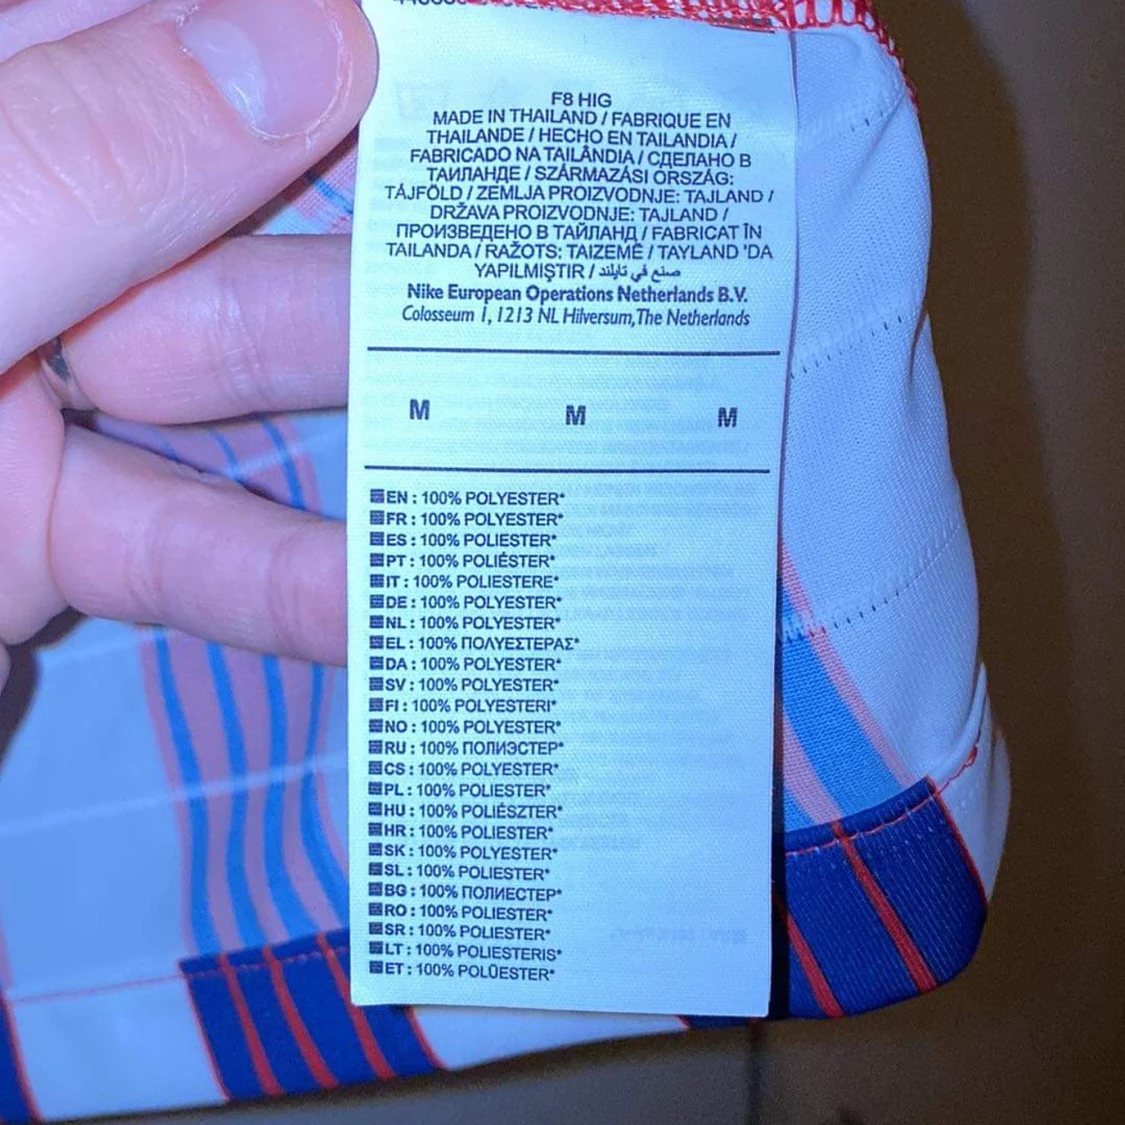 F8 HIG
MADE IN THAILAND / FABRIQUE EN
THAILANDE / HECHO EN TAILANDIA /
FABRICADO NA TAILÂNDIA / СДЕЛАНО В
ТАИЛАНДЕ / SZÁRMAZÁSI ORSZÁG:
TÁJFÖLD / ZEMLJA PROIZVODNJE: TAJLAND /
DRŽAVA PROIZVODNJE: TAJLAND /
ПРОИЗВЕДЕНО В ТАЙЛАНД / FABRICAT ÎN
TAILANDA / RAŽOTS: TAIZEMĒ / TAYLAND 'DA
YAPILMIŞTIR / صنع في تايلند
Nike European Operations Netherlands B.V.
Colosseum 1, 1213 NL Hilversum, The Netherlands
M M M
EN : 100% POLYESTER*
FR : 100% POLYESTER*
ES : 100% POLIESTER*
PT : 100% POLIÉSTER*
IT : 100% POLIESTERE*
DE : 100% POLYESTER*
NL : 100% POLYESTER*
EL : 100% ΠΟΛΥΕΣΤΕΡΑΣ*
DA : 100% POLYESTER*
SV : 100% POLYESTER*
FI : 100% POLYESTERI*
NO : 100% POLYESTER*
RU : 100% ПОЛИЭСТЕР*
CS : 100% POLYESTER*
PL : 100% POLIESTER*
HU : 100% POLIÉSZTER*
HR : 100% POLIESTER*
SK : 100% POLYESTER*
SL : 100% POLIESTER*
BG : 100% ПОЛИЕСТЕР*
RO : 100% POLIESTER*
SR : 100% POLIESTER*
LT : 100% POLIESTERIS*
ET : 100% POLÜESTER*